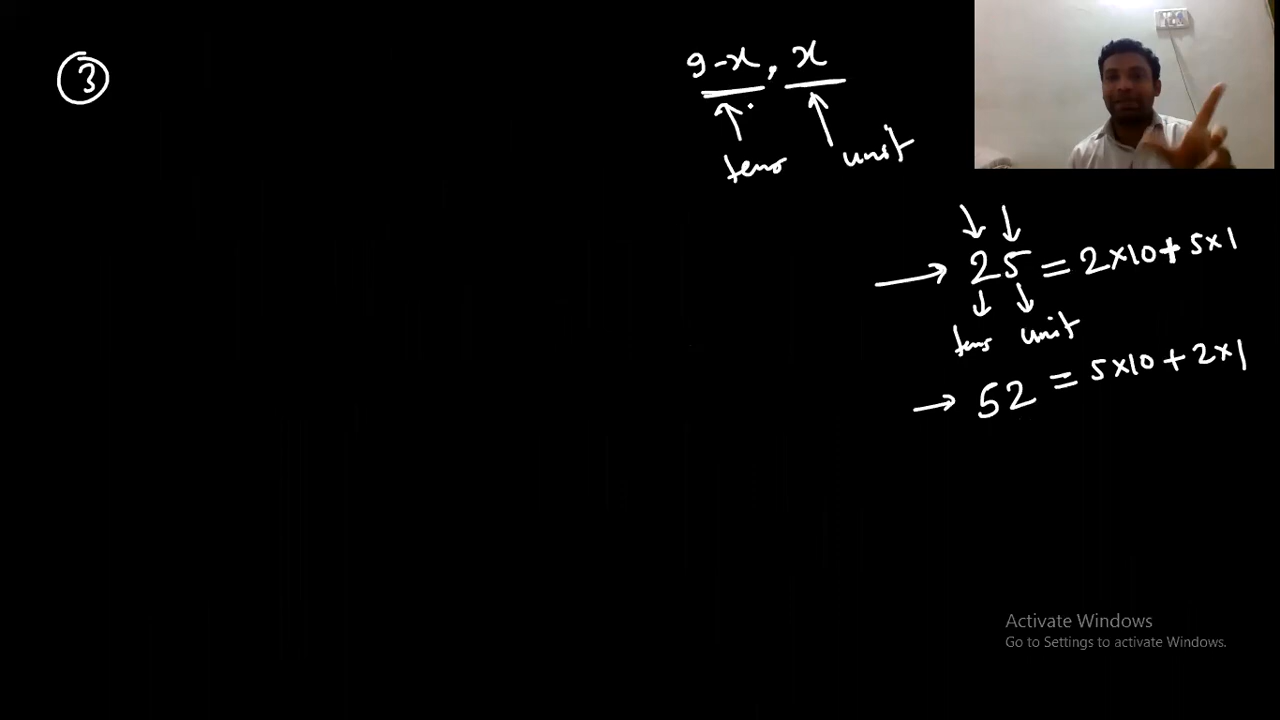 3
9-x, x
tens unit
25 = 2×10+5×1
tens unit
52 = 5×10+2×1
Activate Windows
Go to Settings to activate Windows.